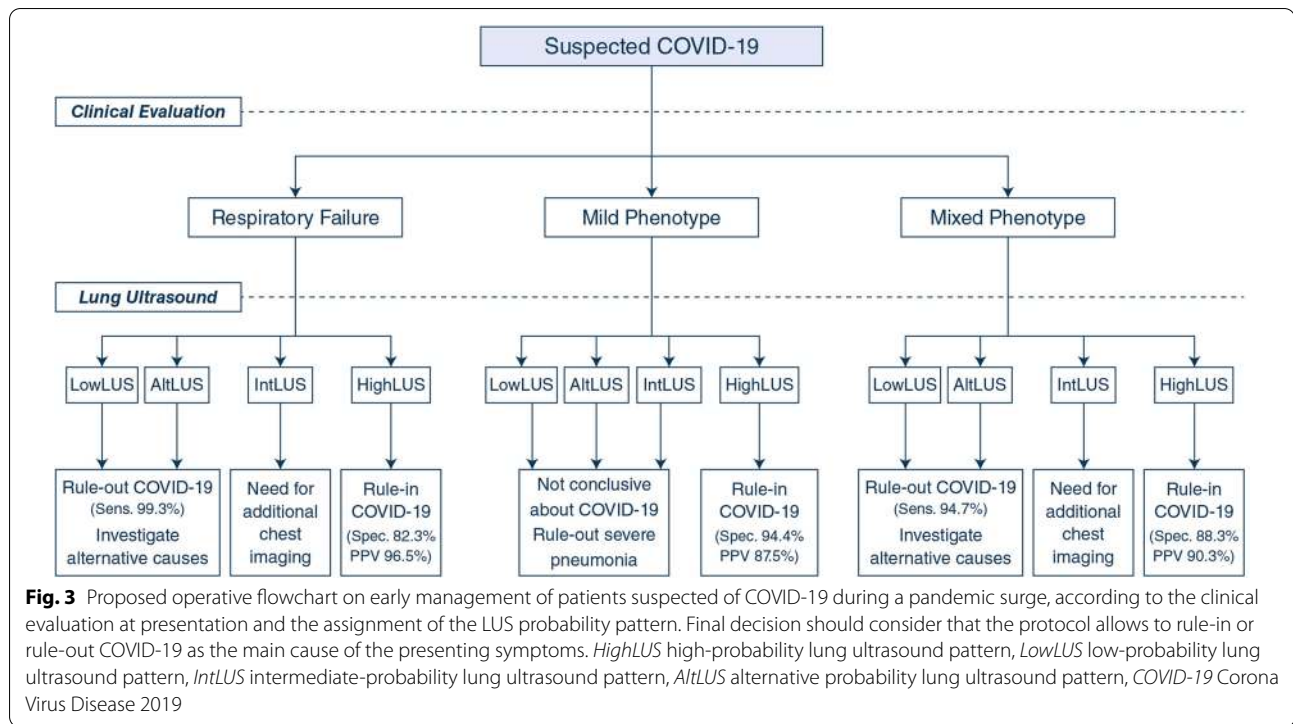 Suspected COVID-19
Clinical Evaluation
Respiratory Failure
Mild Phenotype
Mixed Phenotype
Lung Ultrasound
LowLUS
AltLUS
IntLUS
HighLUS
LowLUS
AltLUS
IntLUS
HighLUS
LowLUS
AltLUS
IntLUS
HighLUS
Rule-out COVID-19
(Sens. 99.3%)
Investigate
alternative causes
Need for
additional
chest
imaging
Rule-in
COVID-19
(Spec. 82.3%
PPV 96.5%)
Not conclusive
about COVID-19
Rule-out severe
pneumonia
Rule-in
COVID-19
(Spec. 94.4%
PPV 87.5%)
Rule-out COVID-19
(Sens. 94.7%)
Investigate
alternative causes
Need for
additional
chest
imaging
Rule-in
COVID-19
(Spec. 88.3%
PPV 90.3%)
Fig. 3 Proposed operative flowchart on early management of patients suspected of COVID-19 during a pandemic surge, according to the clinical
evaluation at presentation and the assignment of the LUS probability pattern. Final decision should consider that the protocol allows to rule-in or
rule-out COVID-19 as the main cause of the presenting symptoms. HighLUS high-probability lung ultrasound pattern, LowLUS low-probability lung
ultrasound pattern, IntLUS intermediate-probability lung ultrasound pattern, AltLUS alternative probability lung ultrasound pattern, COVID-19 Corona
Virus Disease 2019